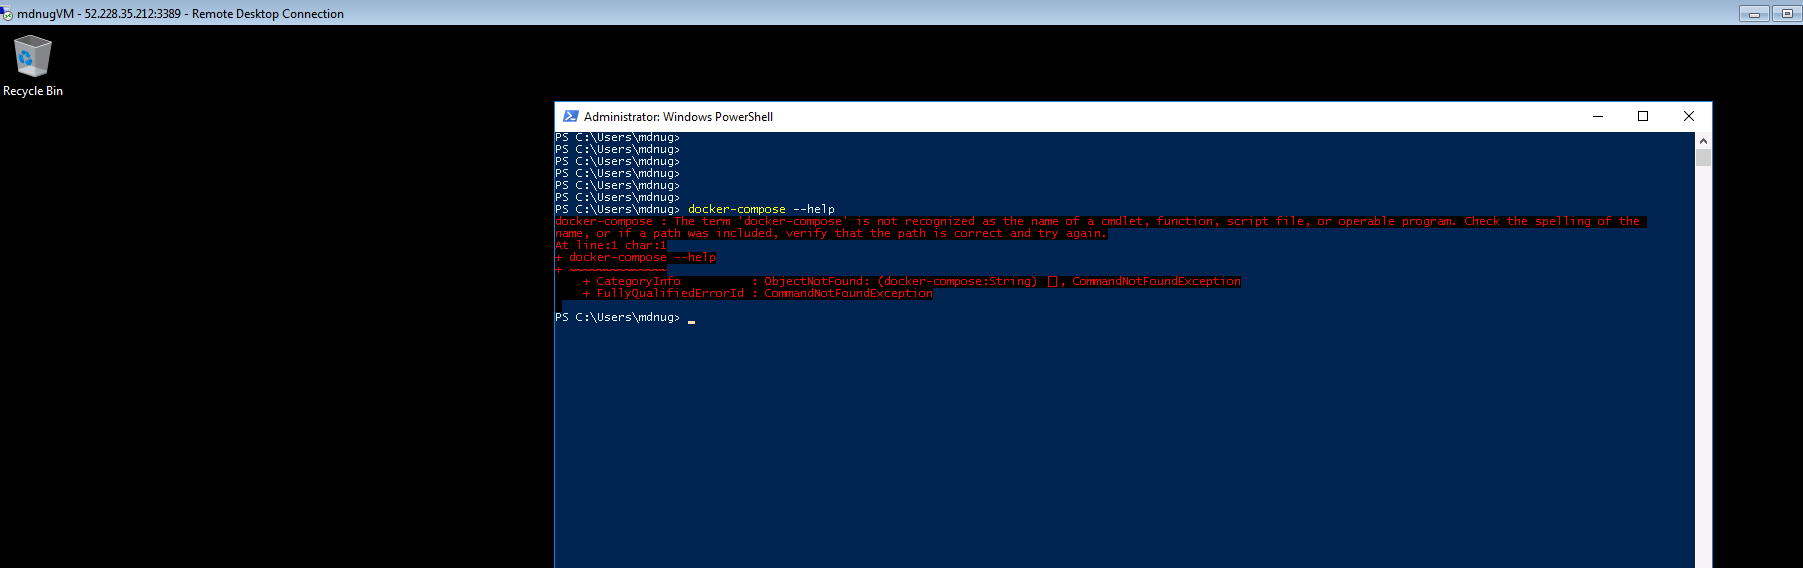 mdnugVM - 52.228.35.212:3389 - Remote Desktop Connection
Recycle Bin
Administrator: Windows PowerShell
PS C:\Users\mdnug>
PS C:\Users\mdnug>
PS C:\Users\mdnug>
PS C:\Users\mdnug>
PS C:\Users\mdnug>
PS C:\Users\mdnug>
PS C:\Users\mdnug> docker-compose --help
docker-compose : The term 'docker-compose' is not recognized as the name of a cmdlet, function, script file, or operable program. Check the spelling of the
name, or if a path was included, verify that the path is correct and try again.
At line:1 char:1
+ docker-compose --help
+ ~~~~~~~~~~~~~~
+ CategoryInfo : ObjectNotFound: (docker-compose:String) [], CommandNotFoundException
+ FullyQualifiedErrorId : CommandNotFoundException
PS C:\Users\mdnug> _